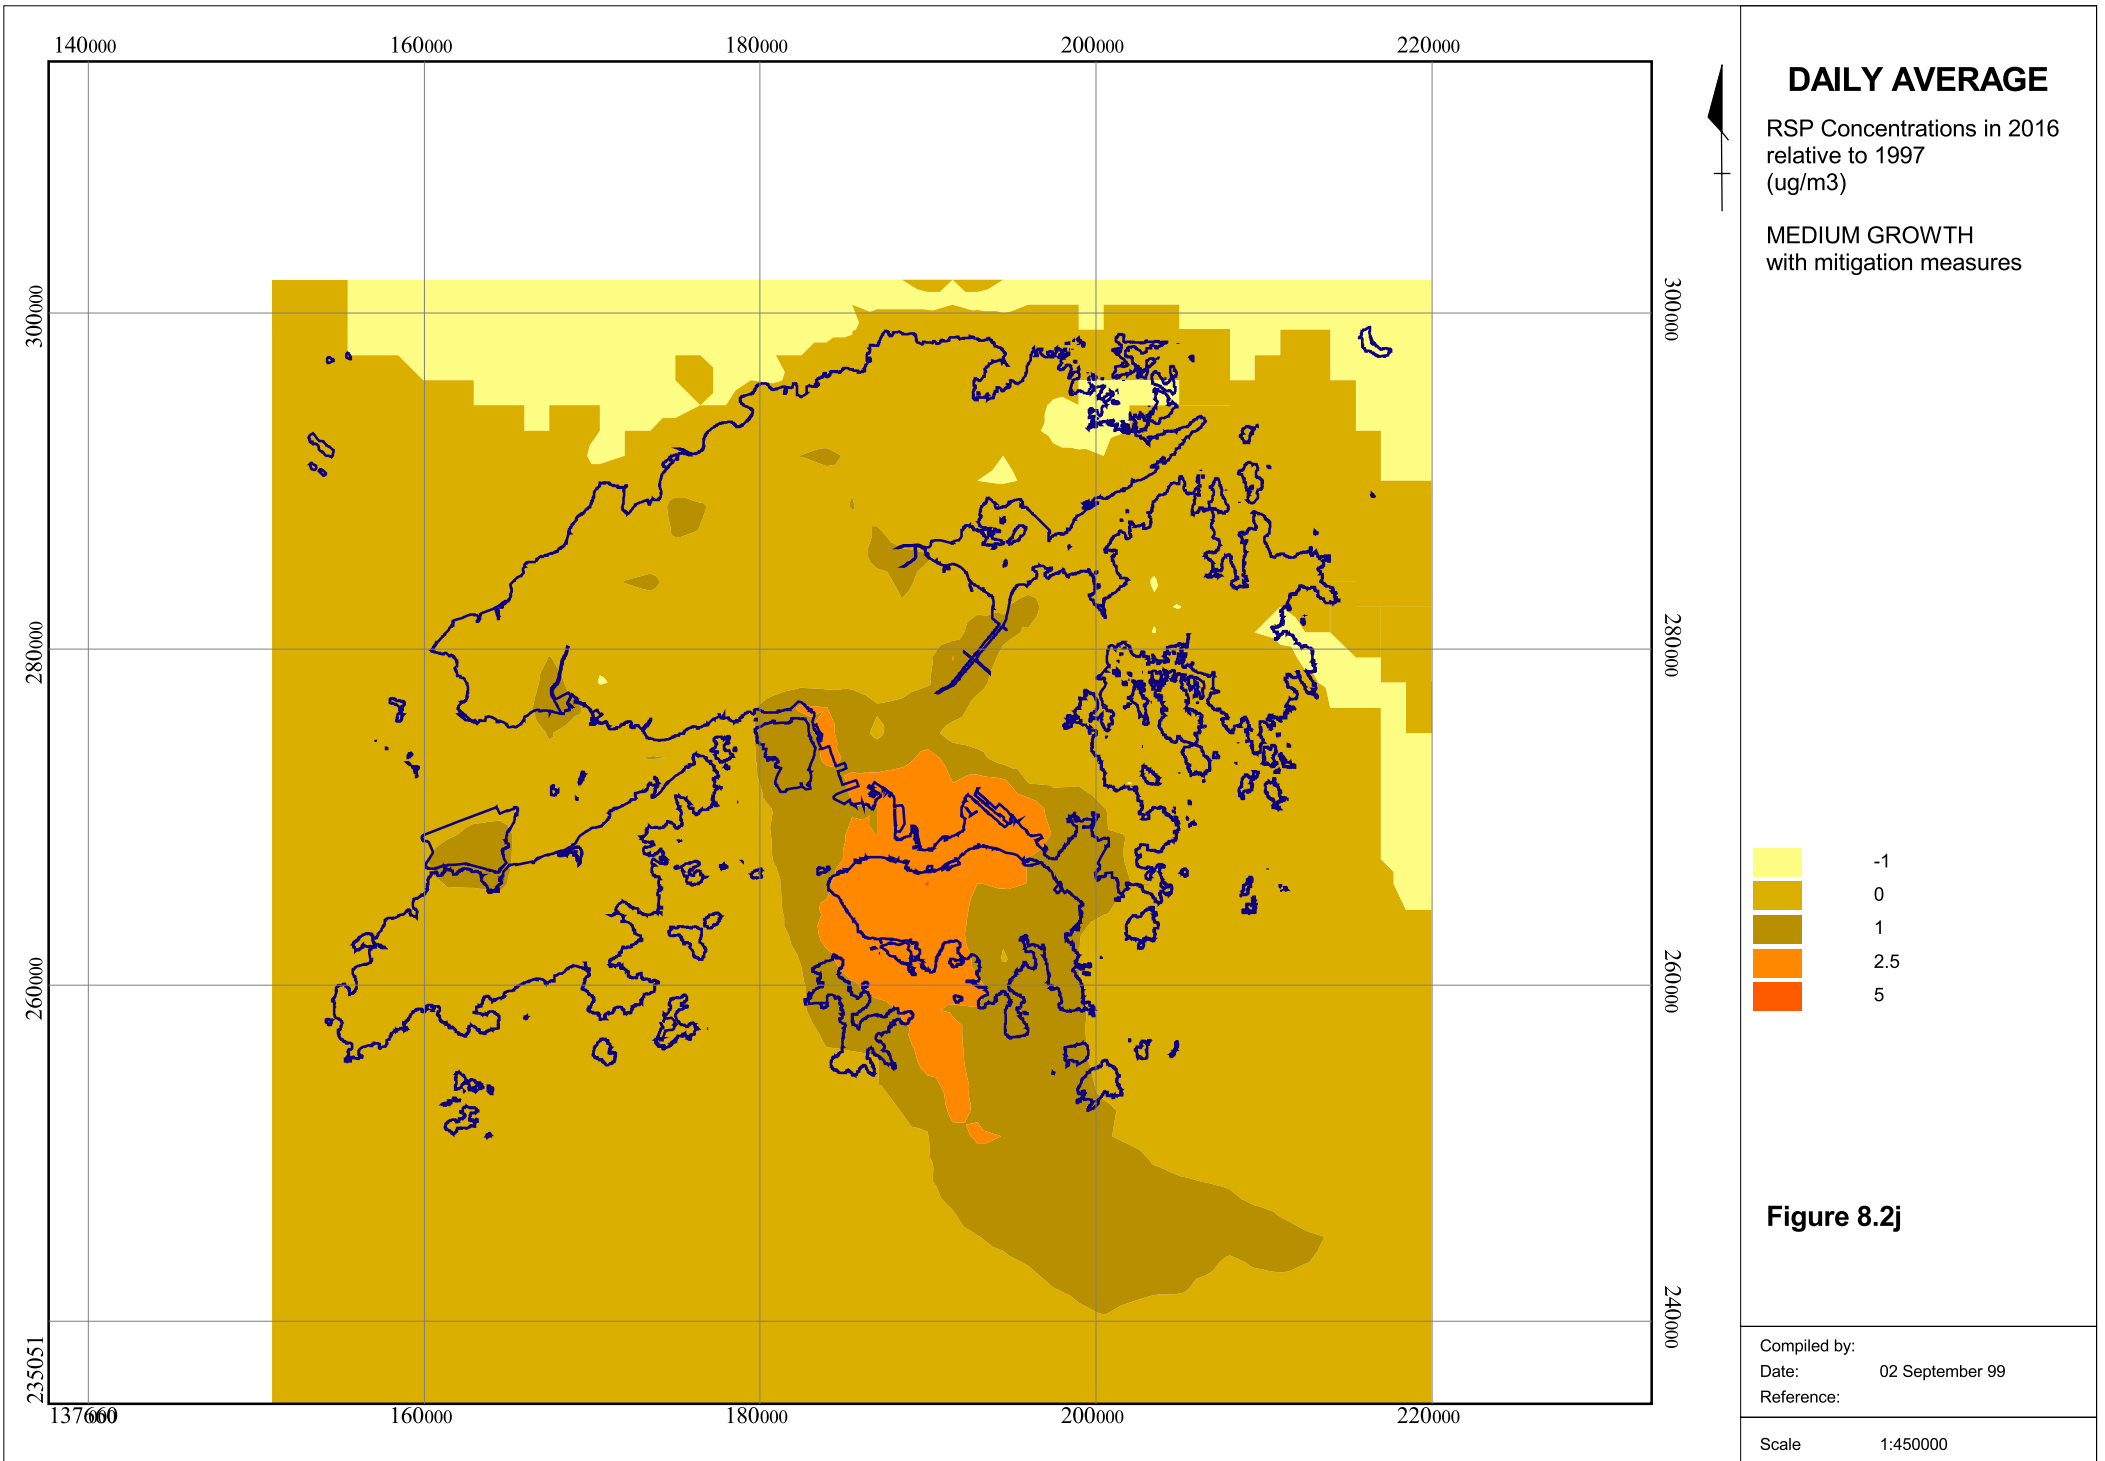 140000 160000 180000 200000 220000
DAILY AVERAGE
RSP Concentrations in 2016
relative to 1997
(ug/m3)
MEDIUM GROWTH
with mitigation measures
300000 300000
280000 280000
260000 260000
240000
235051
-1
0
1
2.5
5
Figure 8.2j
Compiled by:
Date: 02 September 99
Reference:
Scale 1:450000
160000 180000 200000 220000